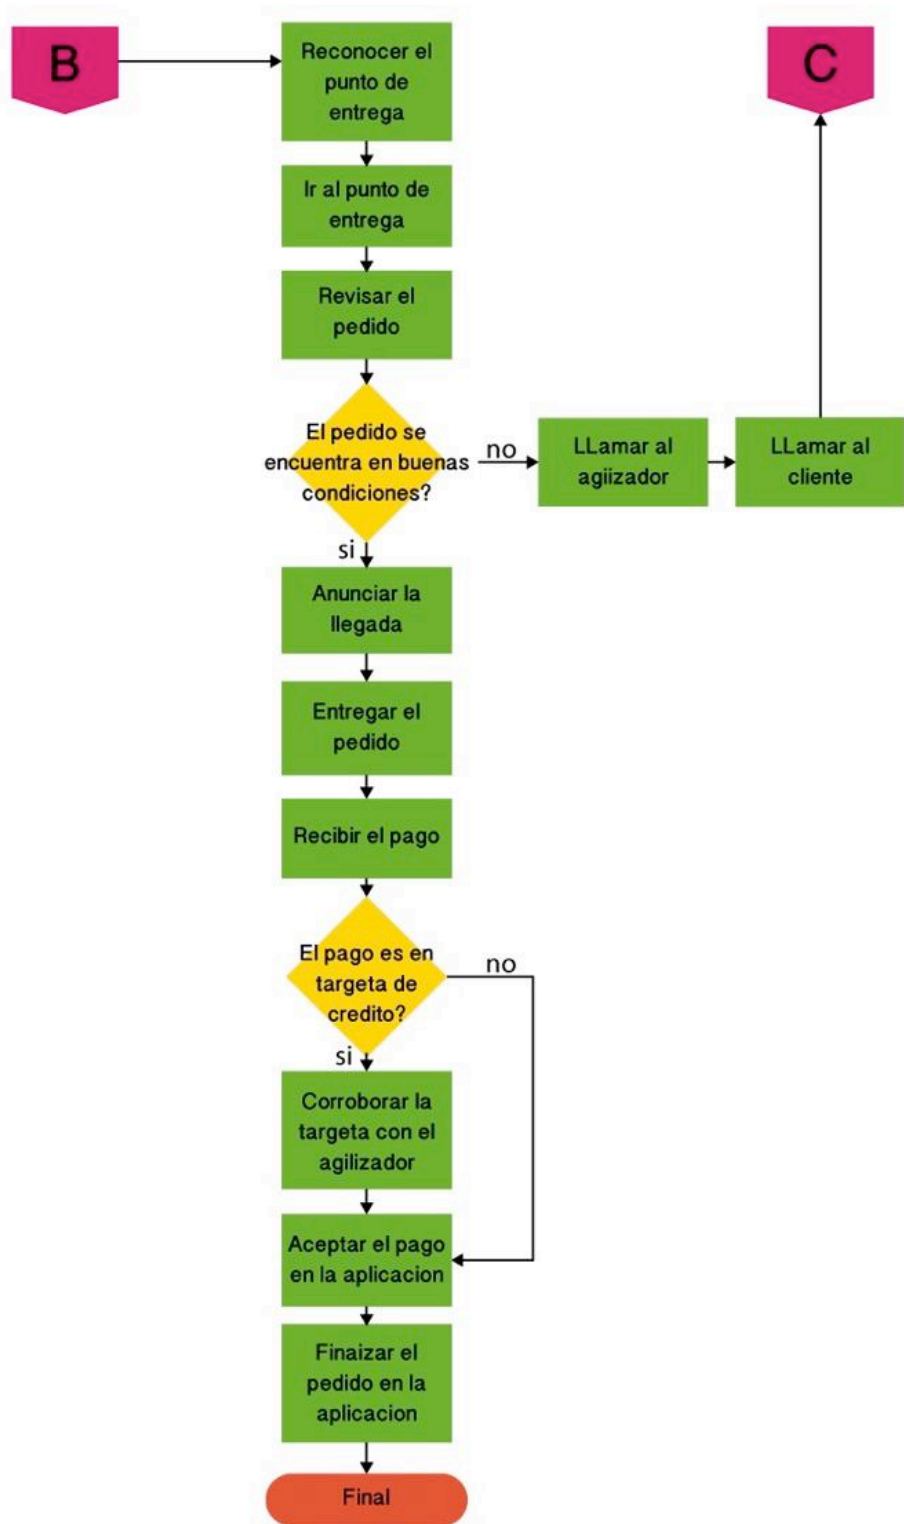 B
Reconocer el
punto de
entrega
C
Ir al punto de
entrega
Revisar el
pedido
El pedido se
encuentra en buenas
condiciones?
no
LLamar al
agiizador
LLamar al
cliente
si
Anunciar la
llegada
Entregar el
pedido
Recibir el pago
El pago es en
targeta de
credito?
no
si
Corroborar la
targeta con el
agilizador
Aceptar el pago
en la aplicacion
Finaizar el
pedido en la
aplicacion
Final